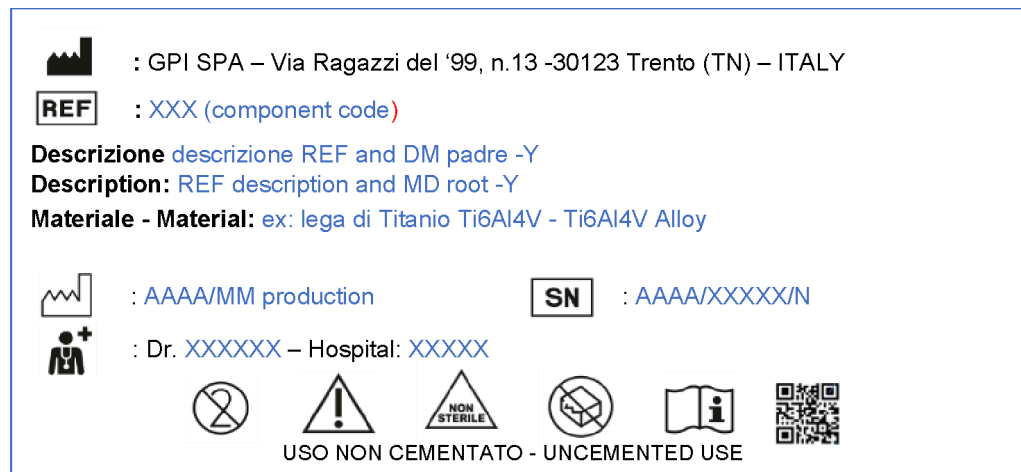 : GPI SPA – Via Ragazzi del ‘99, n.13 -30123 Trento (TN) – ITALY
REF : XXX (component code)
Descrizione descrizione REF and DM padre -Y
Description: REF description and MD root -Y
Materiale - Material: ex: lega di Titanio Ti6Al4V - Ti6Al4V Alloy
: AAAA/MM production SN : AAAA/XXXXX/N
: Dr. XXXXXX – Hospital: XXXXX
2 ! NON STERILE i
USO NON CEMENTATO - UNCEMENTED USE